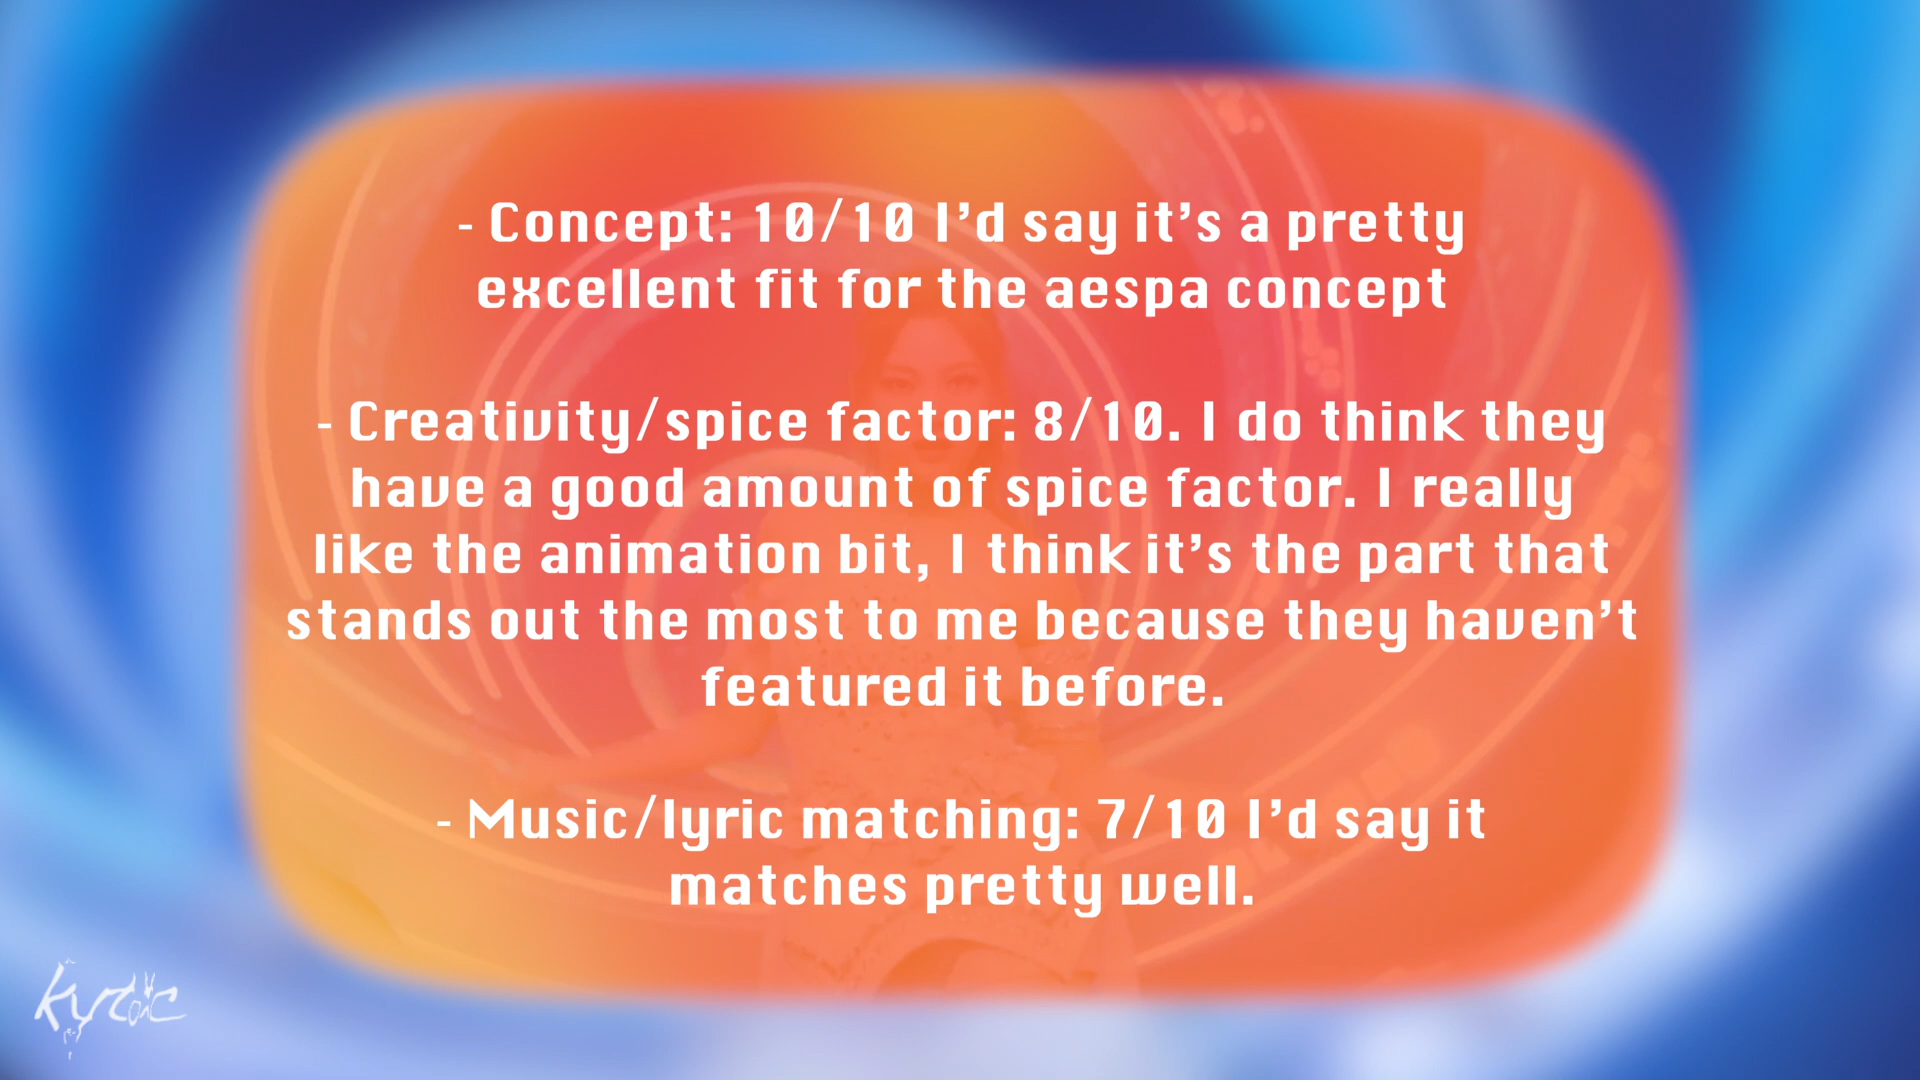 - Concept: 10/10 I'd say it's a pretty
excellent fit for the aespa concept
- Creativity/spice factor: 8/10. I do think they
have a good amount of spice factor. I really
like the animation bit, I think it's the part that
stands out the most to me because they haven't
featured it before.
- Music/lyric matching: 7/10 I'd say it
matches pretty well.